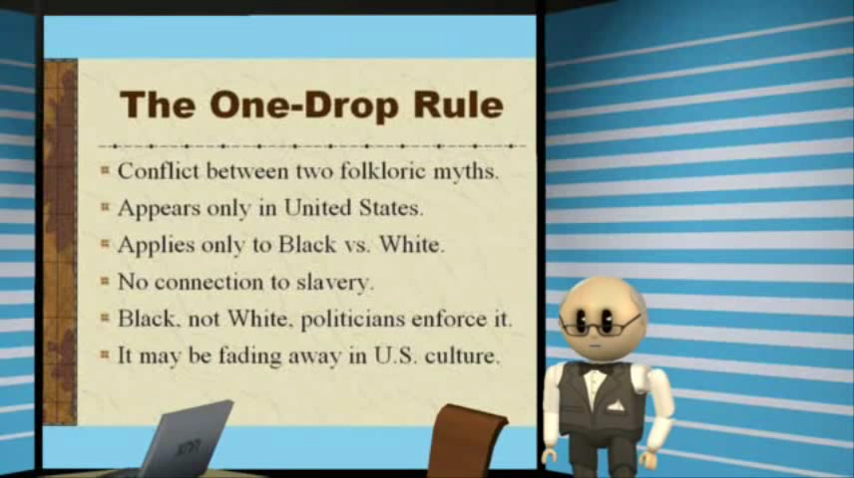 The One-Drop Rule
Conflict between two folkloric myths.
Appears only in United States.
Applies only to Black vs. White.
No connection to slavery.
Black, not White, politicians enforce it.
It may be fading away in U.S. culture.